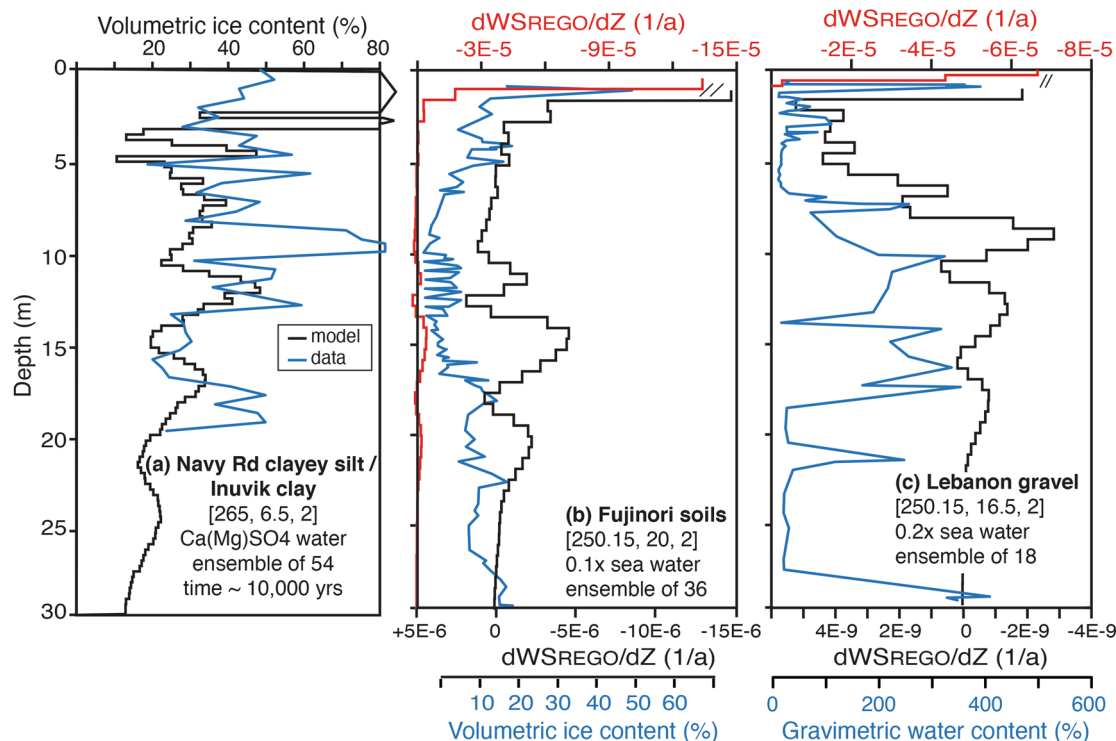 Volumetric ice content (%)
20 40 60 80
dWSREGO/dZ (1/a)
-3E-5 -9E-5 -15E-5
dWSREGO/dZ (1/a)
-2E-5 -4E-5 -6E-5 -8E-5
Depth (m)
0
5
10
15
20
25
30
model
data
(a) Navy Rd clayey silt /
Inuvik clay
[265, 6.5, 2]
Ca(Mg)SO4 water
ensemble of 54
time ~ 10,000 yrs
(b) Fujinori soils
[250.15, 20, 2]
0.1x sea water
ensemble of 36
(c) Lebanon gravel
[250.15, 16.5, 2]
0.2x sea water
ensemble of 18
+5E-6 0 -5E-6 -10E-6 -15E-6
dWSREGO/dZ (1/a)
10 20 30 40 50 60
Volumetric ice content (%)
4E-9 2E-9 0 -2E-9 -4E-9
dWSREGO/dZ (1/a)
0 200 400 600
Gravimetric water content (%)